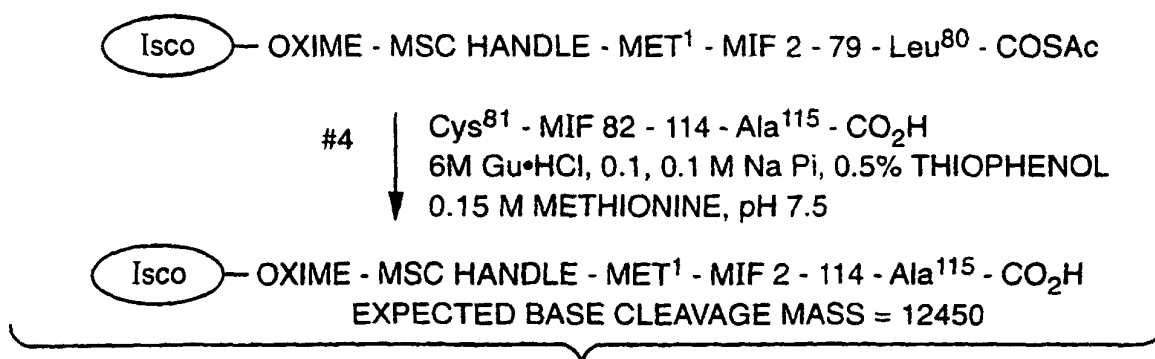 Isco - OXIME - MSC HANDLE - MET¹ - MIF 2 - 79 - Leu⁸⁰ - COSAc
#4
Cys⁸¹ - MIF 82 - 114 - Ala¹¹⁵ - CO₂H
6M Gu•HCl, 0.1, 0.1 M Na Pi, 0.5% THIOPHENOL
0.15 M METHIONINE, pH 7.5
Isco - OXIME - MSC HANDLE - MET¹ - MIF 2 - 114 - Ala¹¹⁵ - CO₂H
EXPECTED BASE CLEAVAGE MASS = 12450